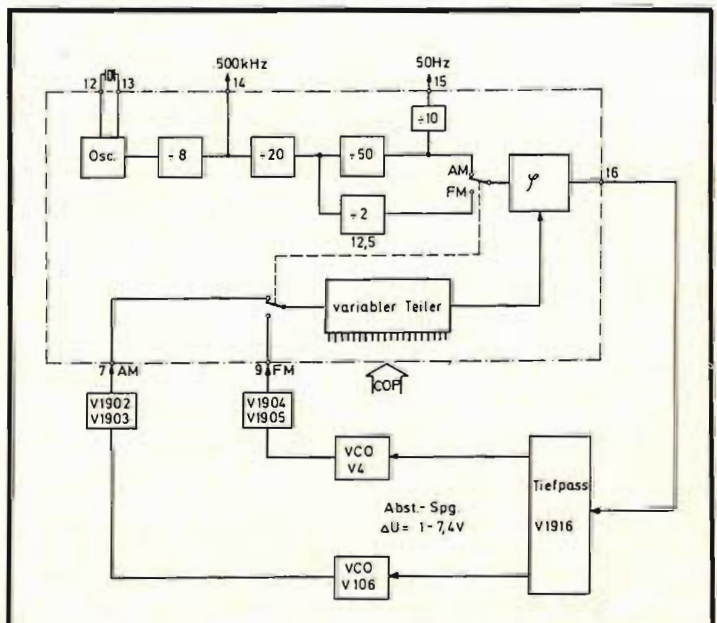 500kHz
50Hz
12
13
14
15
÷10
Osc.
÷8
÷20
÷50
AM
FM
φ
16
÷2
12,5
variabler Teiler
7 AM
9 FM
COP
V1902
V1903
V1904
V1905
VCO
V4
Tiefpass
V1916
Abst.-Spg.
ΔU= 1-7,4V
VCO
V106